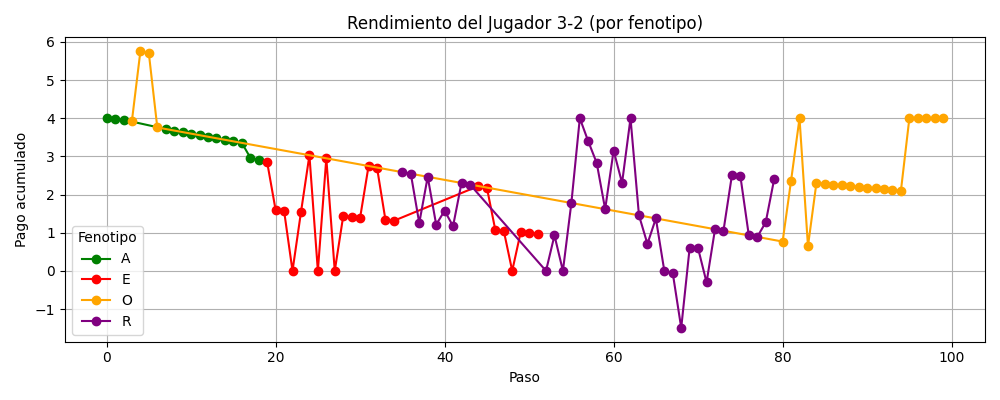 Rendimiento del Jugador 3-2 (por fenotipo)
Pago acumulado
6
5
4
3
2
1
0
−1
Fenotipo
A
E
O
R
0
20
40
60
80
100
Paso